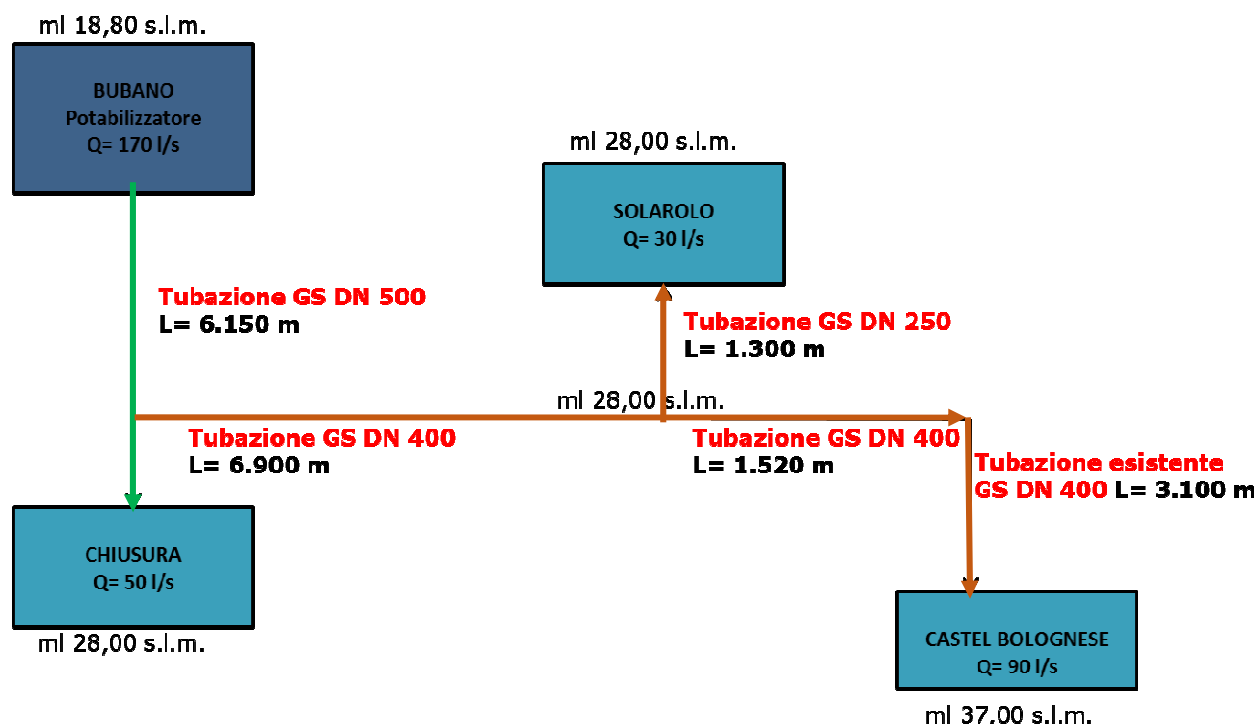 ml 18,80 s.l.m.
BUBANO
Potabilizzatore
Q= 170 l/s
ml 28,00 s.l.m.
SOLAROLO
Q= 30 l/s
Tubazione GS DN 500
L= 6.150 m
Tubazione GS DN 250
L= 1.300 m
ml 28,00 s.l.m.
Tubazione GS DN 400
L= 6.900 m
Tubazione GS DN 400
L= 1.520 m
Tubazione esistente
GS DN 400 L= 3.100 m
CHIUSURA
Q= 50 l/s
ml 28,00 s.l.m.
CASTEL BOLOGNESE
Q= 90 l/s
ml 37,00 s.l.m.